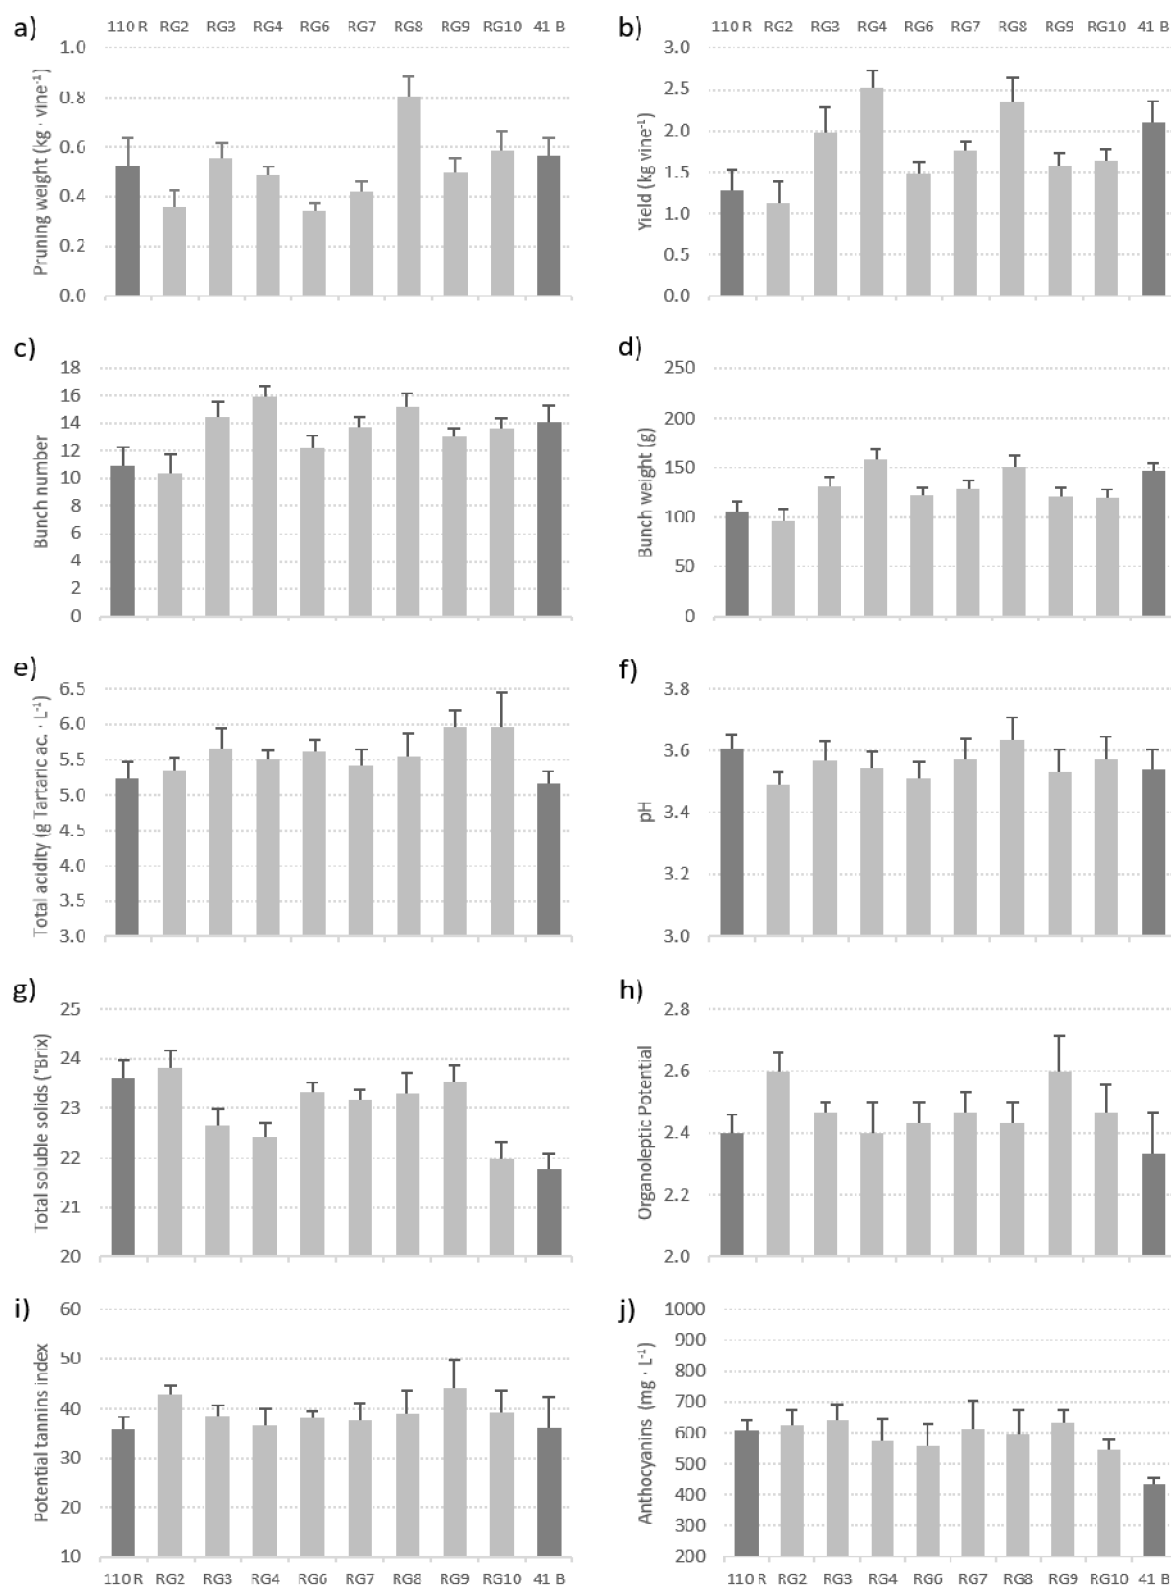 a)
110 R RG2 RG3 RG4 RG6 RG7 RG8 RG9 RG10 41 B
Pruning weight (kg · vine⁻¹)
1.0
0.8
0.6
0.4
0.2
0.0
b)
110 R RG2 RG3 RG4 RG6 RG7 RG8 RG9 RG10 41 B
Yield (kg vine⁻¹)
3.0
2.5
2.0
1.5
1.0
0.5
0.0
c)
Bunch number
18
16
14
12
10
8
6
4
2
0
d)
Bunch weight (g)
250
200
150
100
50
0
e)
Total acidity (g Tartaric ac. · L⁻¹)
6.5
6.0
5.5
5.0
4.5
4.0
3.5
3.0
f)
pH
3.8
3.6
3.4
3.2
3.0
g)
Total soluble solids (°Brix)
25
24
23
22
21
20
h)
Organoleptic Potential
2.8
2.6
2.4
2.2
2.0
i)
Potential tannins index
60
50
40
30
20
10
110 R RG2 RG3 RG4 RG6 RG7 RG8 RG9 RG10 41 B
j)
Anthocyanins (mg · L⁻¹)
1000
900
800
700
600
500
400
300
200
110 R RG2 RG3 RG4 RG6 RG7 RG8 RG9 RG10 41 B